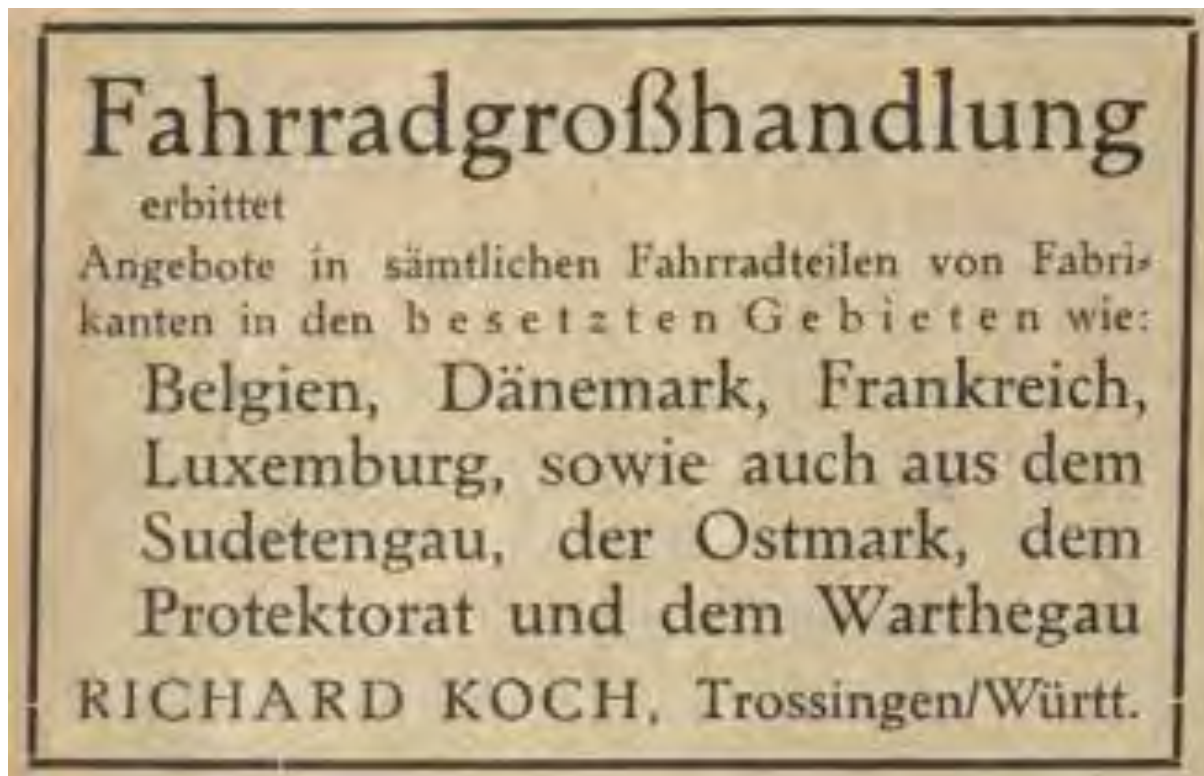 Fahrradgroßhandlung
erbittet
Angebote in sämtlichen Fahrradteilen von Fabri-
kanten in den besetzten Gebieten wie:
Belgien, Dänemark, Frankreich,
Luxemburg, sowie auch aus dem
Sudetengau, der Ostmark, dem
Protektorat und dem Warthegau
RICHARD KOCH, Trossingen/Württ.